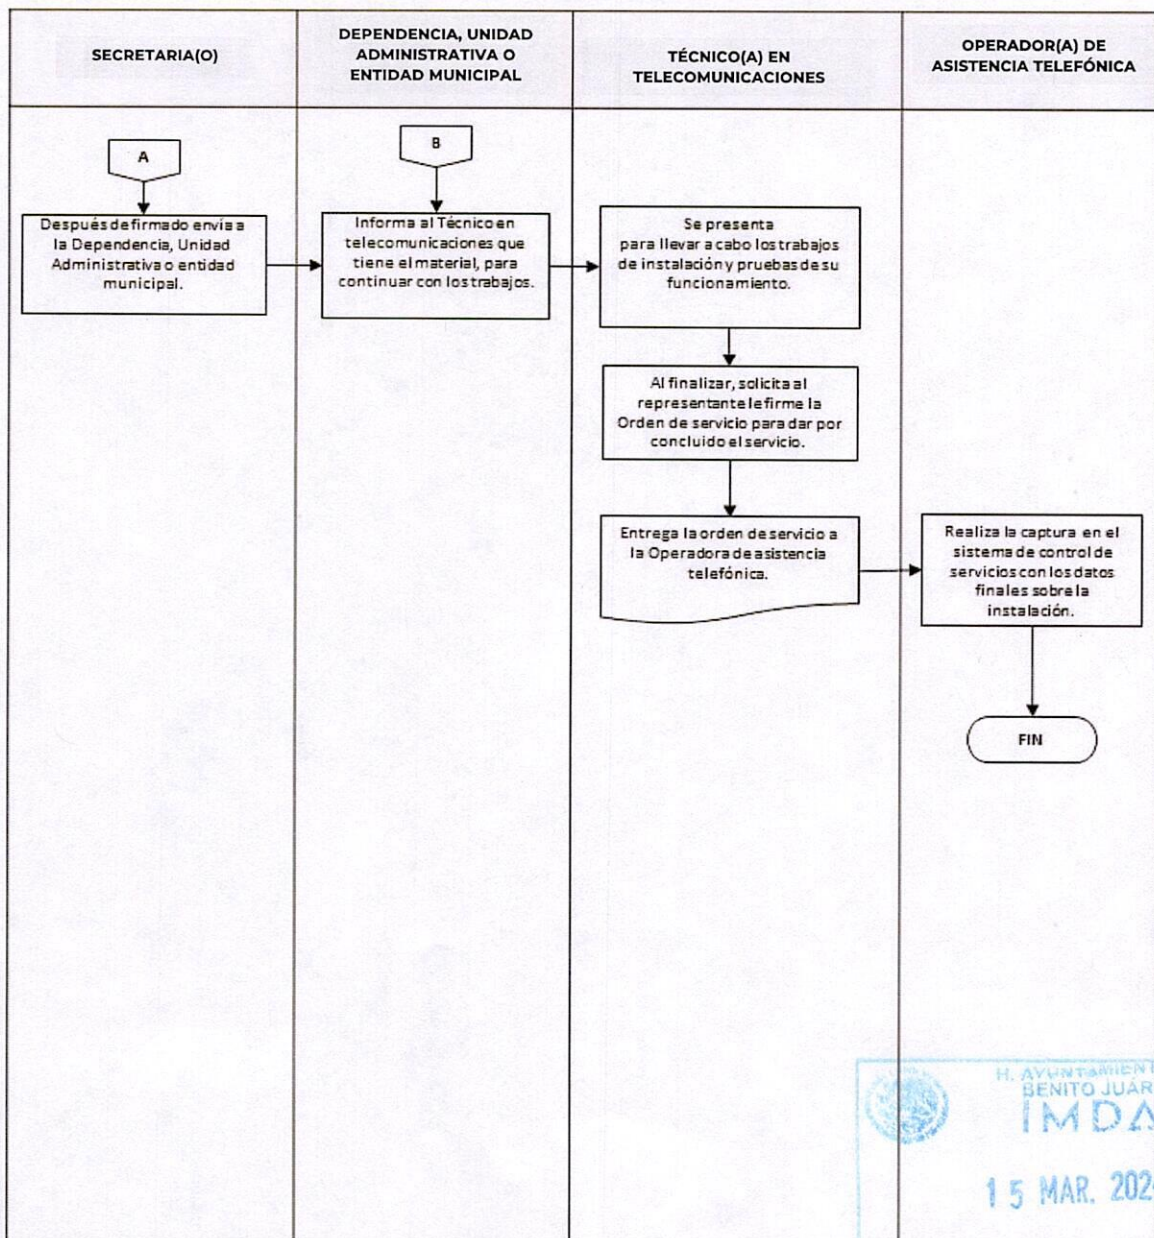 SECRETARIA(O)
DEPENDENCIA, UNIDAD
ADMINISTRATIVA O
ENTIDAD MUNICIPAL
TÉCNICO(A) EN
TELECOMUNICACIONES
OPERADOR(A) DE
ASISTENCIA TELEFÓNICA
A
Después de firmado envía a
la Dependencia, Unidad
Administrativa o entidad
municipal.
B
Informa al Técnico en
telecomunicaciones que
tiene el material, para
continuar con los trabajos.
Se presenta
para llevar a cabo los trabajos
de instalación y pruebas de su
funcionamiento.
Al finalizar, solicita al
representante le firme la
Orden de servicio para dar por
concluido el servicio.
Entrega la orden de servicio a
la Operadora de asistencia
telefónica.
Realiza la captura en el
sistema de control de
servicios con los datos
finales sobre la
instalación.
FIN
H. AYUNTAMIENT
BENITO JUÁR
IMDA
15 MAR. 202